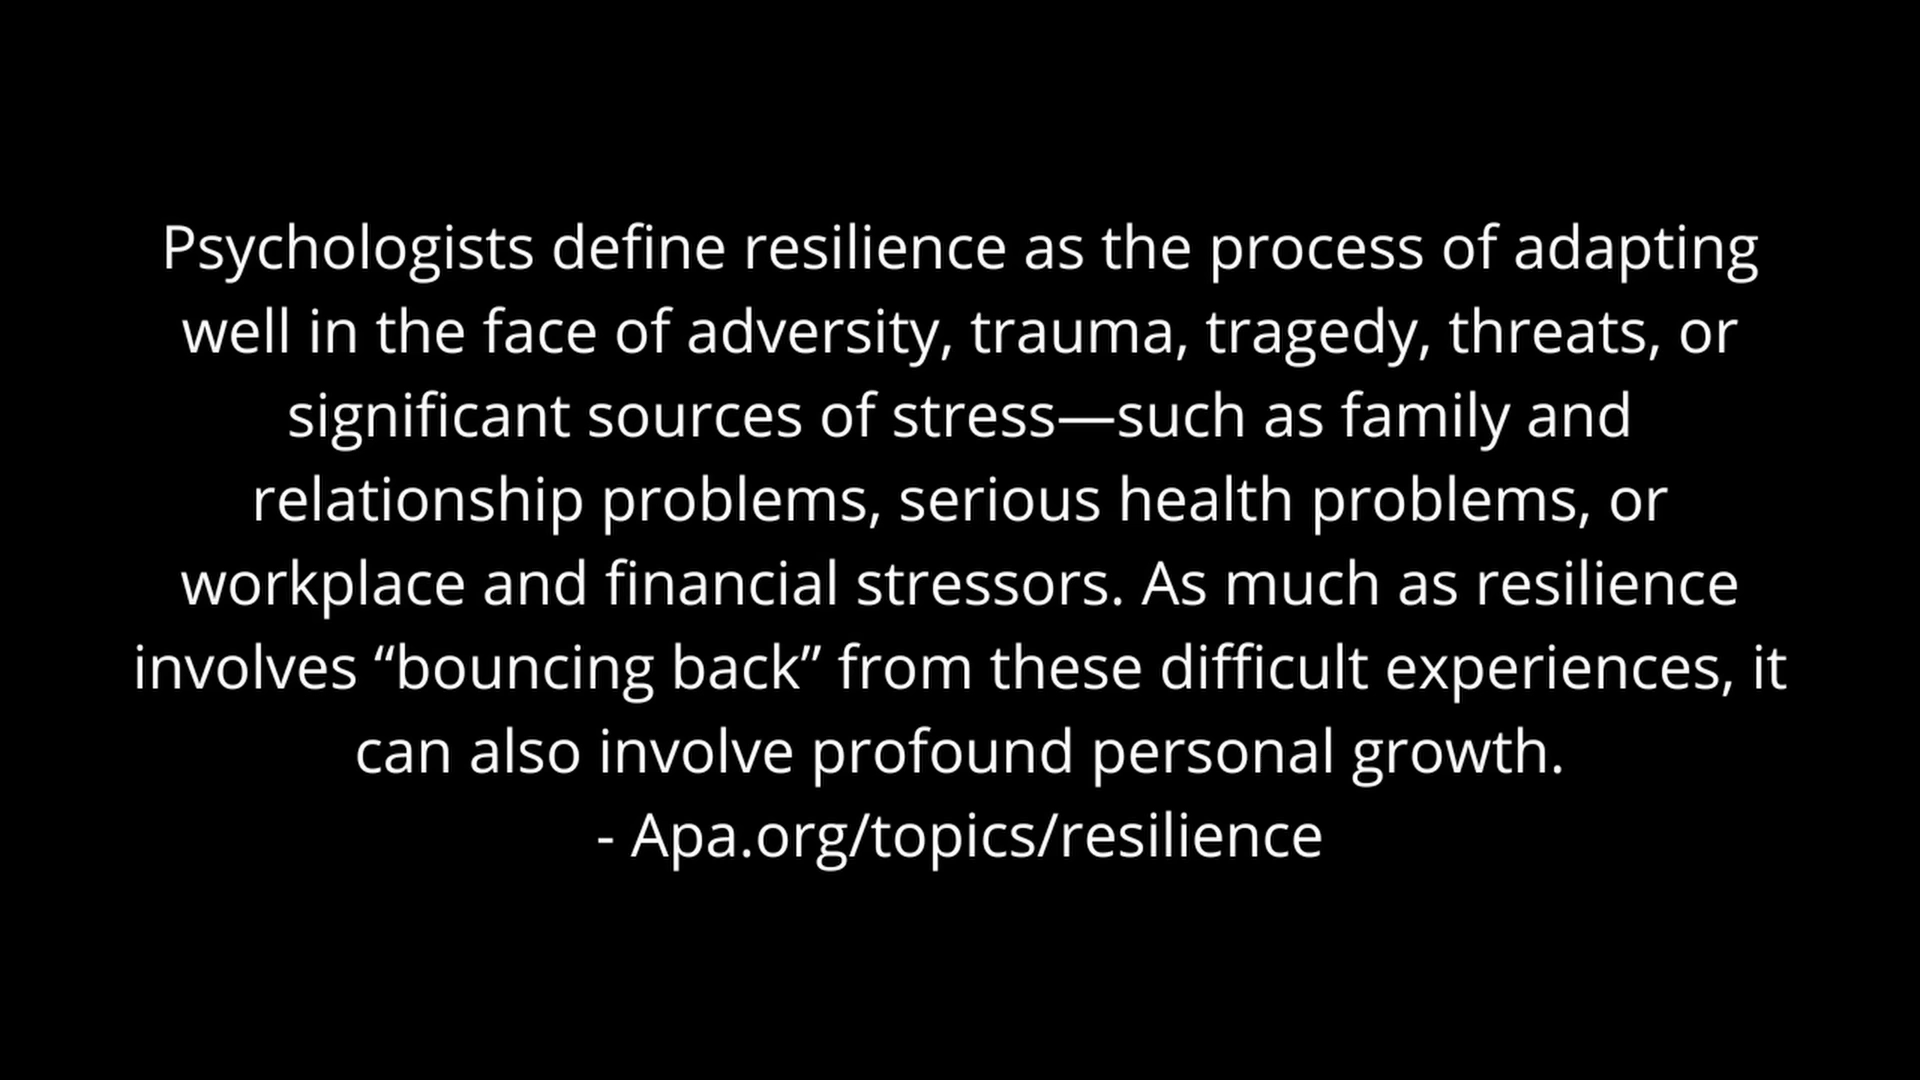 Psychologists define resilience as the process of adapting
well in the face of adversity, trauma, tragedy, threats, or
significant sources of stress—such as family and
relationship problems, serious health problems, or
workplace and financial stressors. As much as resilience
involves “bouncing back” from these difficult experiences, it
can also involve profound personal growth.
- Apa.org/topics/resilience